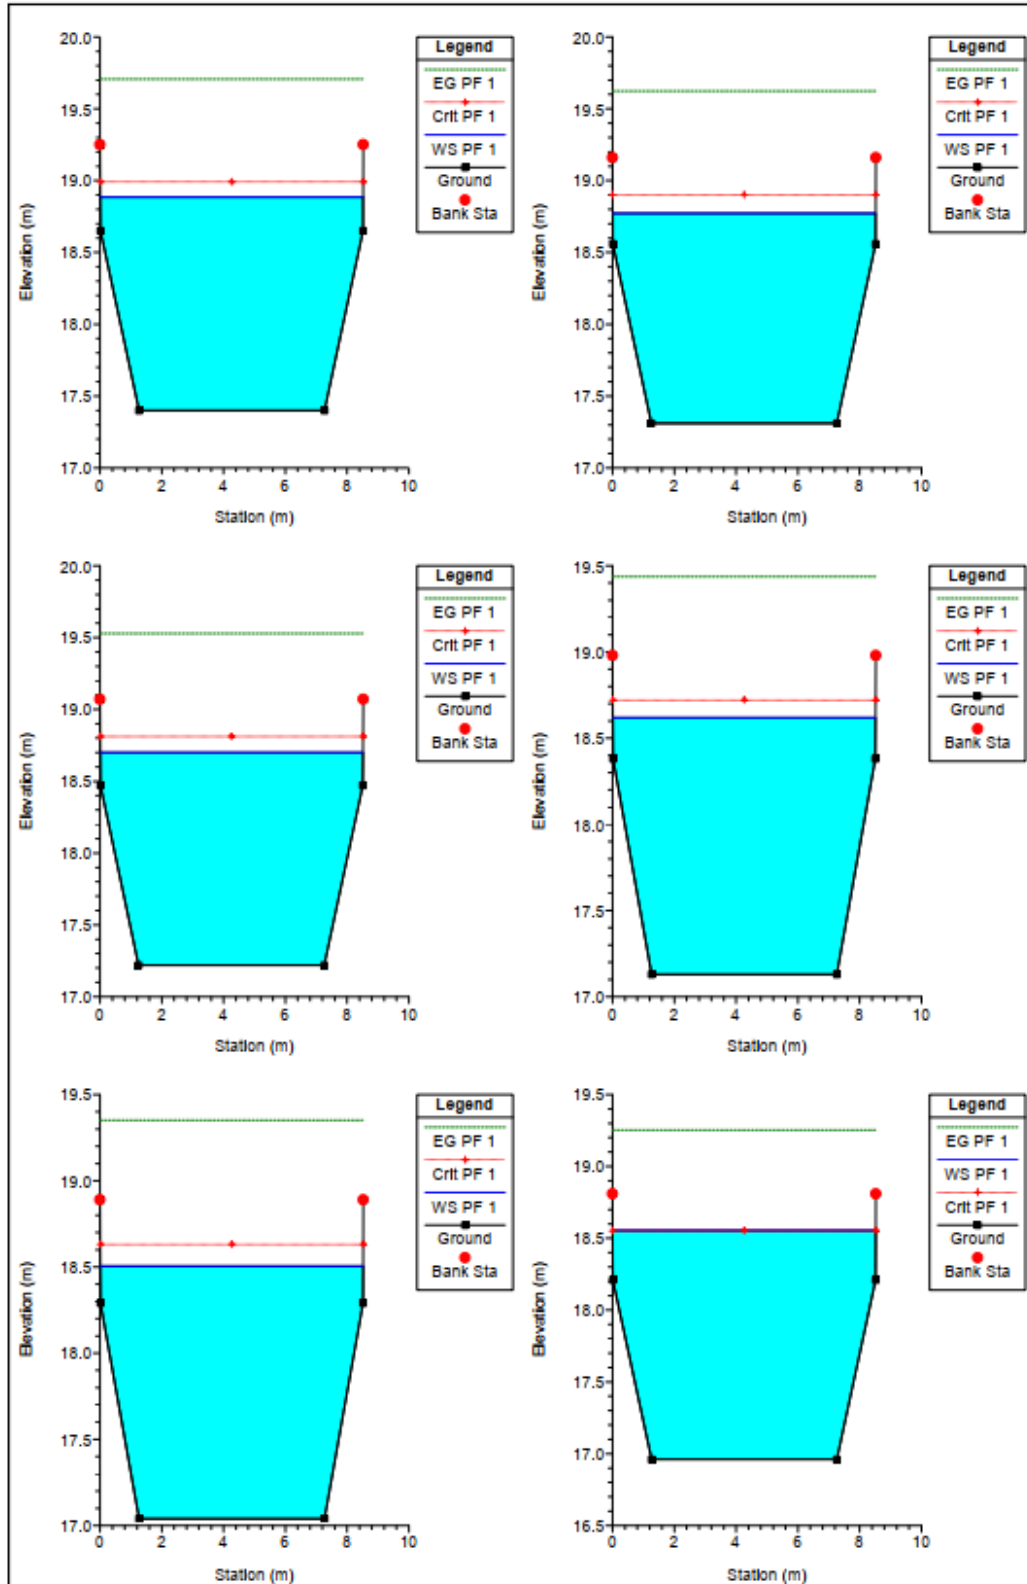 20.0
19.5
19.0
18.5
18.0
17.5
17.0
0 2 4 6 8 10
Elevation (m)
Station (m)
Legend
EG PF 1
Crit PF 1
WS PF 1
Ground
Bank Sta
20.0
19.5
19.0
18.5
18.0
17.5
17.0
0 2 4 6 8 10
Elevation (m)
Station (m)
Legend
EG PF 1
Crit PF 1
WS PF 1
Ground
Bank Sta
20.0
19.5
19.0
18.5
18.0
17.5
17.0
0 2 4 6 8 10
Elevation (m)
Station (m)
Legend
EG PF 1
Crit PF 1
WS PF 1
Ground
Bank Sta
19.5
19.0
18.5
18.0
17.5
17.0
0 2 4 6 8 10
Elevation (m)
Station (m)
Legend
EG PF 1
Crit PF 1
WS PF 1
Ground
Bank Sta
19.5
19.0
18.5
18.0
17.5
17.0
0 2 4 6 8 10
Elevation (m)
Station (m)
Legend
EG PF 1
Crit PF 1
WS PF 1
Ground
Bank Sta
19.5
19.0
18.5
18.0
17.5
17.0
16.5
0 2 4 6 8 10
Elevation (m)
Station (m)
Legend
EG PF 1
WS PF 1
Crit PF 1
Ground
Bank Sta